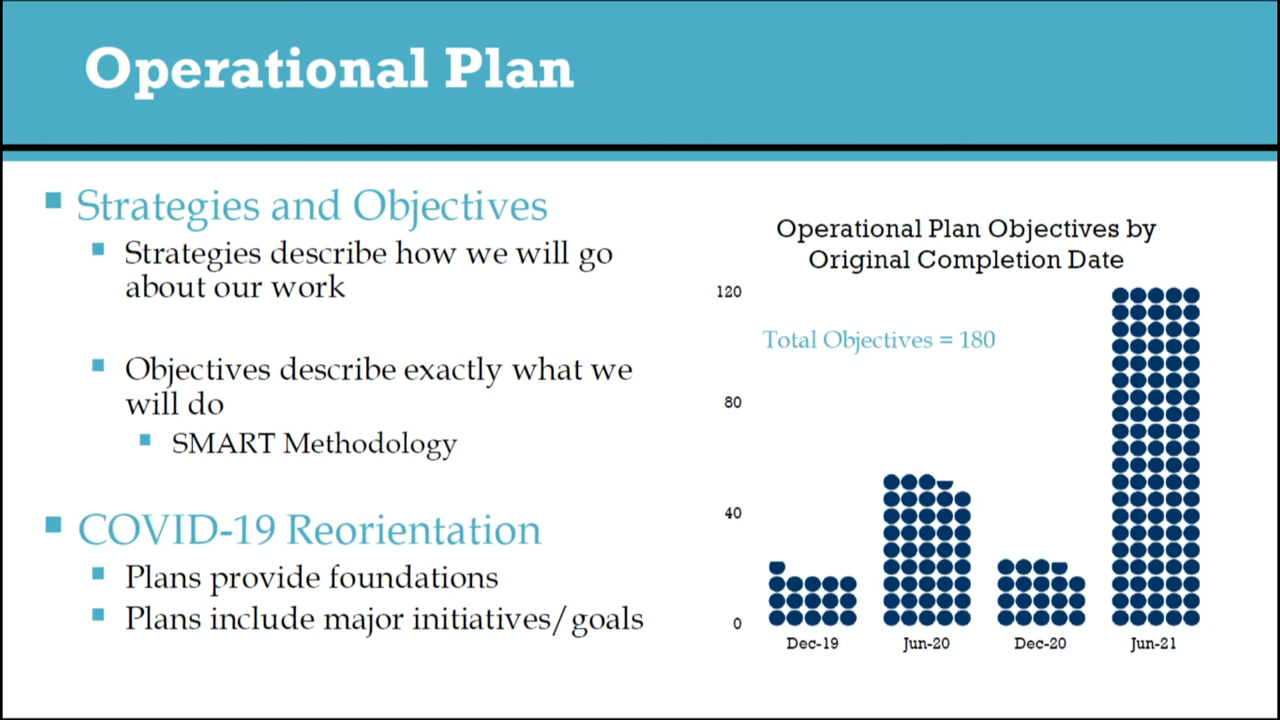 Operational Plan
Strategies and Objectives
Strategies describe how we will go
about our work
Objectives describe exactly what we
will do
SMART Methodology
COVID-19 Reorientation
Plans provide foundations
Plans include major initiatives/goals
Operational Plan Objectives by
Original Completion Date
Total Objectives = 180
120
80
40
0
Dec-19
Jun-20
Dec-20
Jun-21